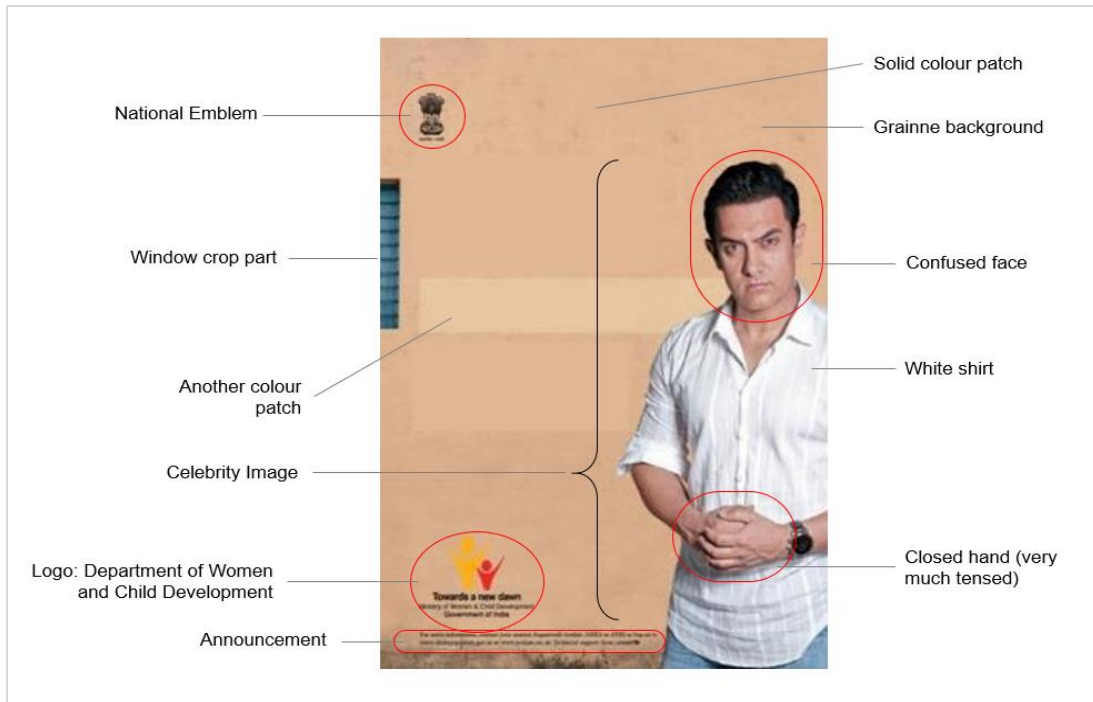 Solid colour patch
National Emblem
Grainne background
Window crop part
Confused face
White shirt
Another colour
patch
Celebrity Image
Logo: Department of Women
and Child Development
Towards a new dawn
Ministry of Women & Child Development
Government of India
Closed hand (very
much tensed)
Announcement